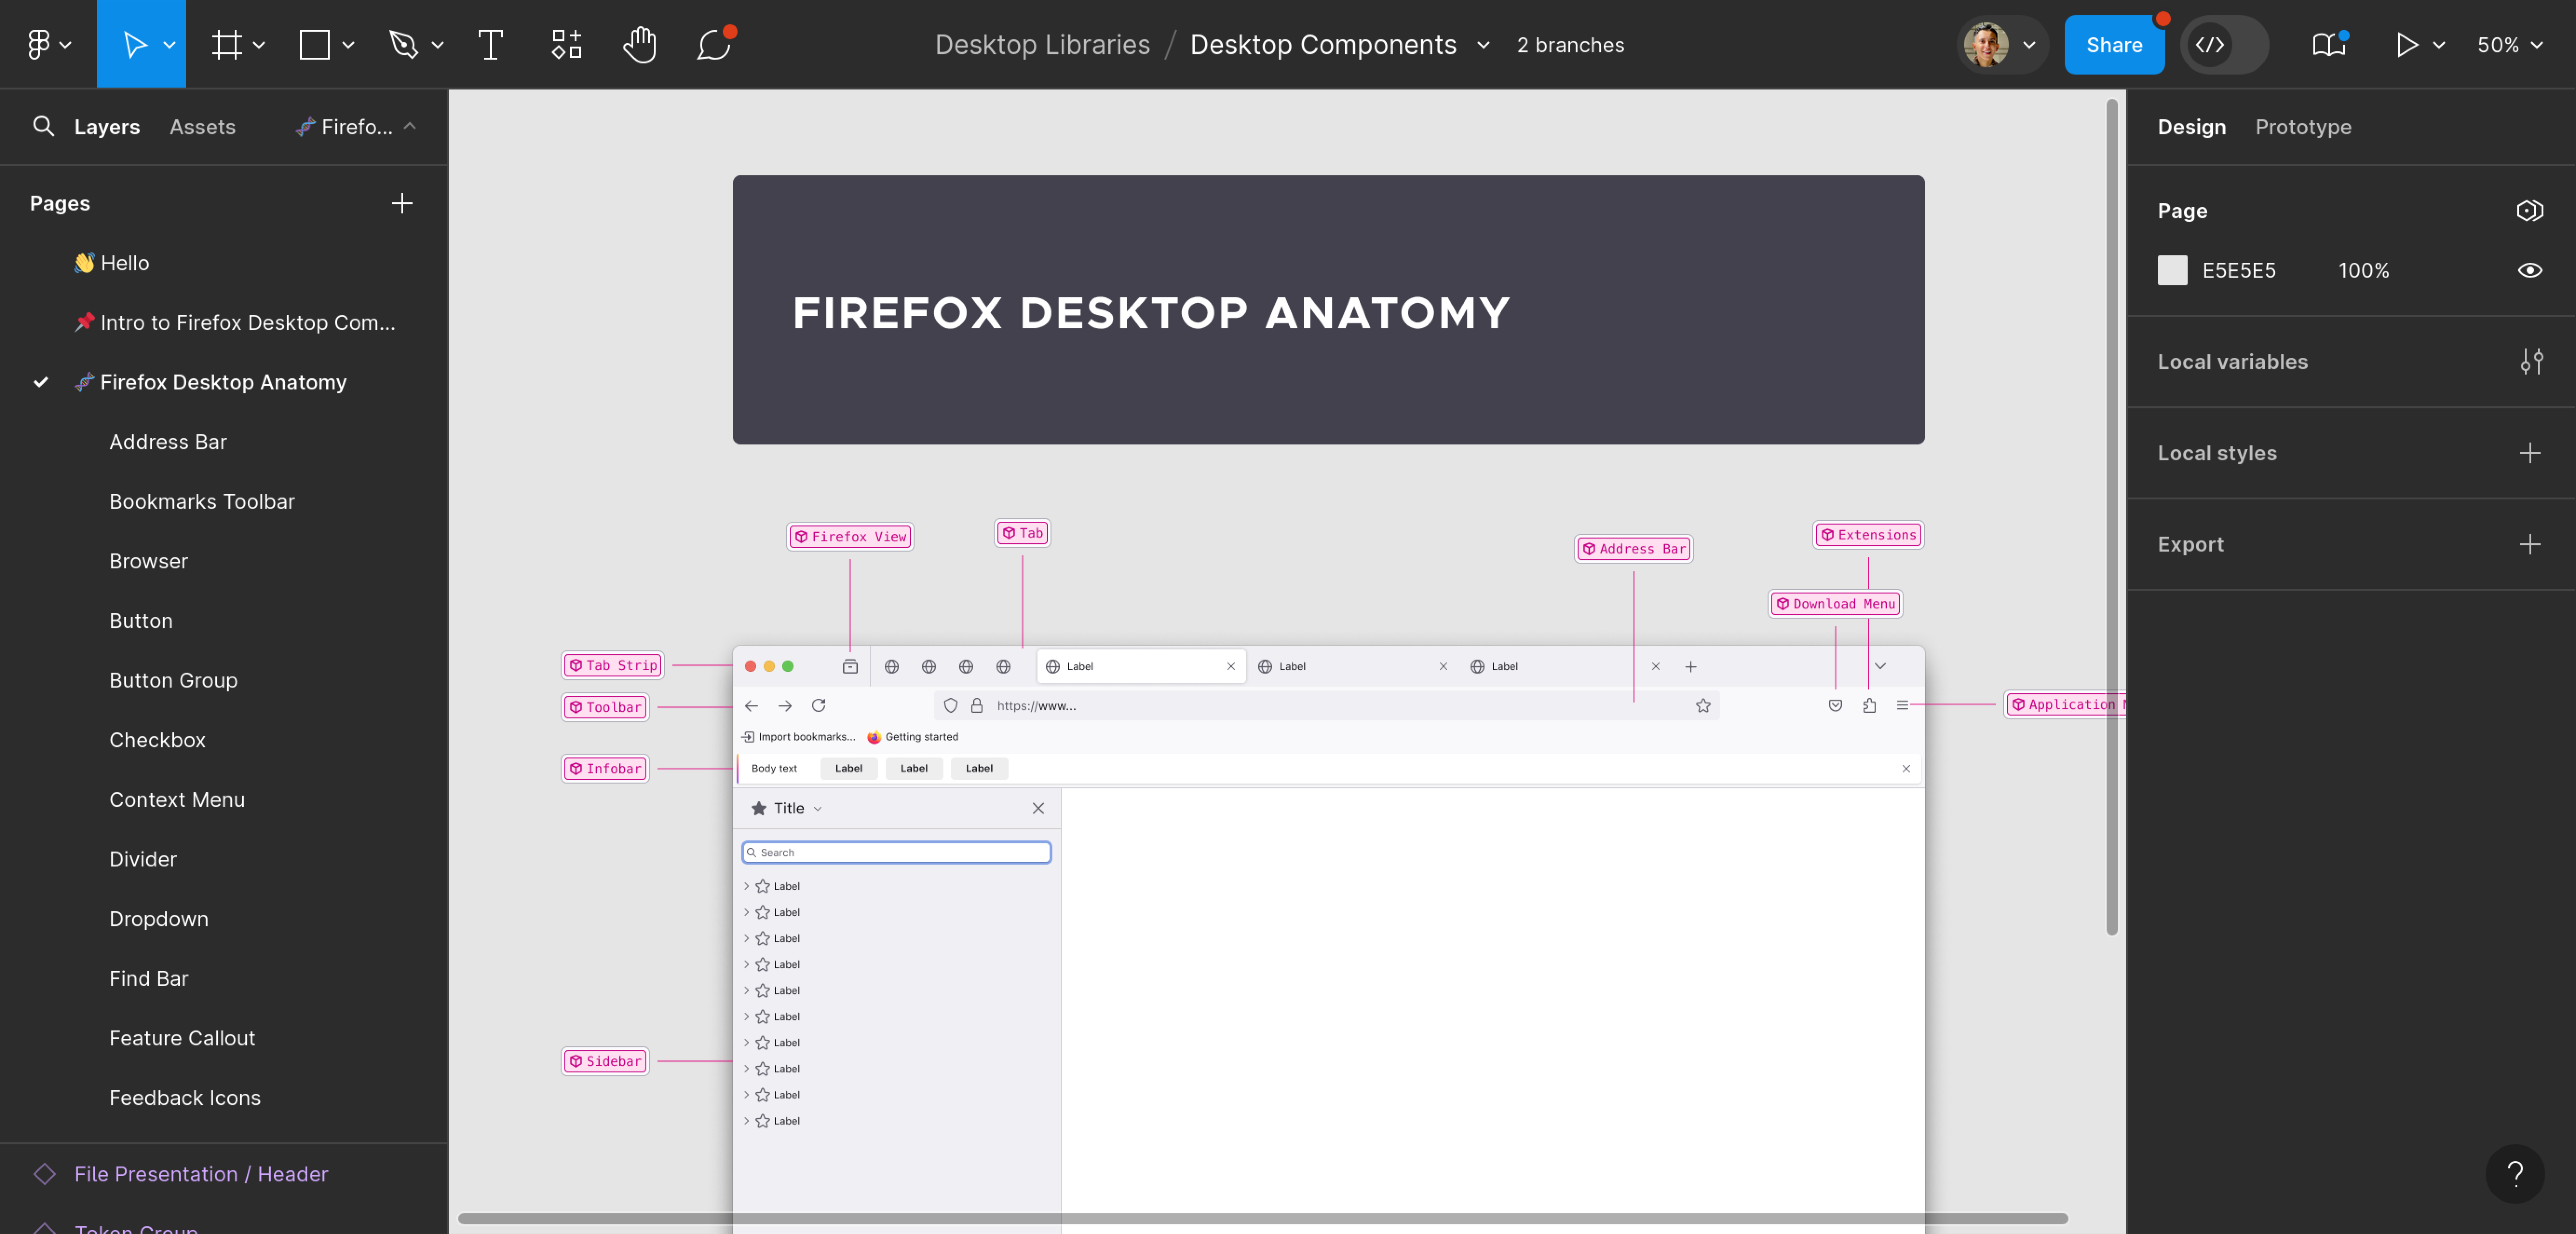 Desktop Libraries / Desktop Components 2 branches
Share
50%
Layers Assets Firefo...
Pages
Hello
Intro to Firefox Desktop Com...
Firefox Desktop Anatomy
Address Bar
Bookmarks Toolbar
Browser
Button
Button Group
Checkbox
Context Menu
Divider
Dropdown
Find Bar
Feature Callout
Feedback Icons
File Presentation / Header
Token Group
FIREFOX DESKTOP ANATOMY
Firefox View
Tab
Address Bar
Extensions
Download Menu
Tab Strip
Toolbar
Infobar
Sidebar
Application
Label
Label
Label
https://www...
Import bookmarks... Getting started
Body text Label Label Label
Title
Search
Label
Label
Label
Label
Label
Label
Label
Label
Label
Label
Design Prototype
Page
E5E5E5 100%
Local variables
Local styles
Export
?